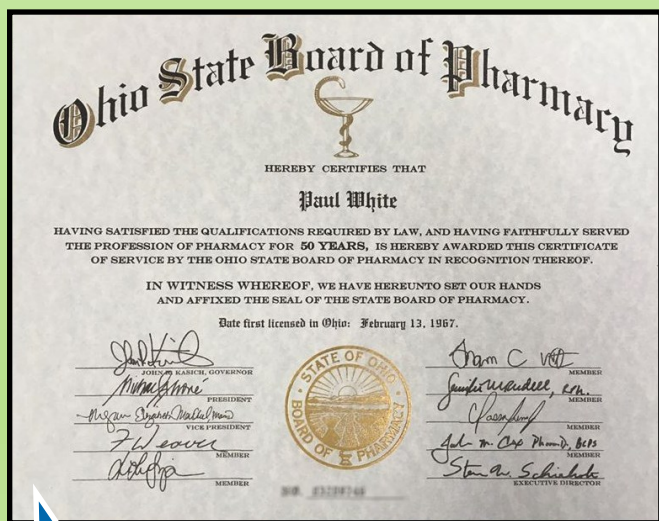 Ohio State Board of Pharmacy
HEREBY CERTIFIES THAT
Paul White
HAVING SATISFIED THE QUALIFICATIONS REQUIRED BY LAW, AND HAVING FAITHFULLY SERVED
THE PROFESSION OF PHARMACY FOR 50 YEARS, IS HEREBY AWARDED THIS CERTIFICATE
OF SERVICE BY THE OHIO STATE BOARD OF PHARMACY IN RECOGNITION THEREOF.
IN WITNESS WHEREOF, WE HAVE HEREUNTO SET OUR HANDS
AND AFFIXED THE SEAL OF THE STATE BOARD OF PHARMACY.
Date first licensed in Ohio: February 13, 1967.
JOHN KASICH, GOVERNOR
PRESIDENT
VICE PRESIDENT
F Weaver
MEMBER
MEMBER
STATE OF OHIO
BOARD OF PHARMACY
MEMBER
MEMBER
MEMBER
MEMBER
EXECUTIVE DIRECTOR